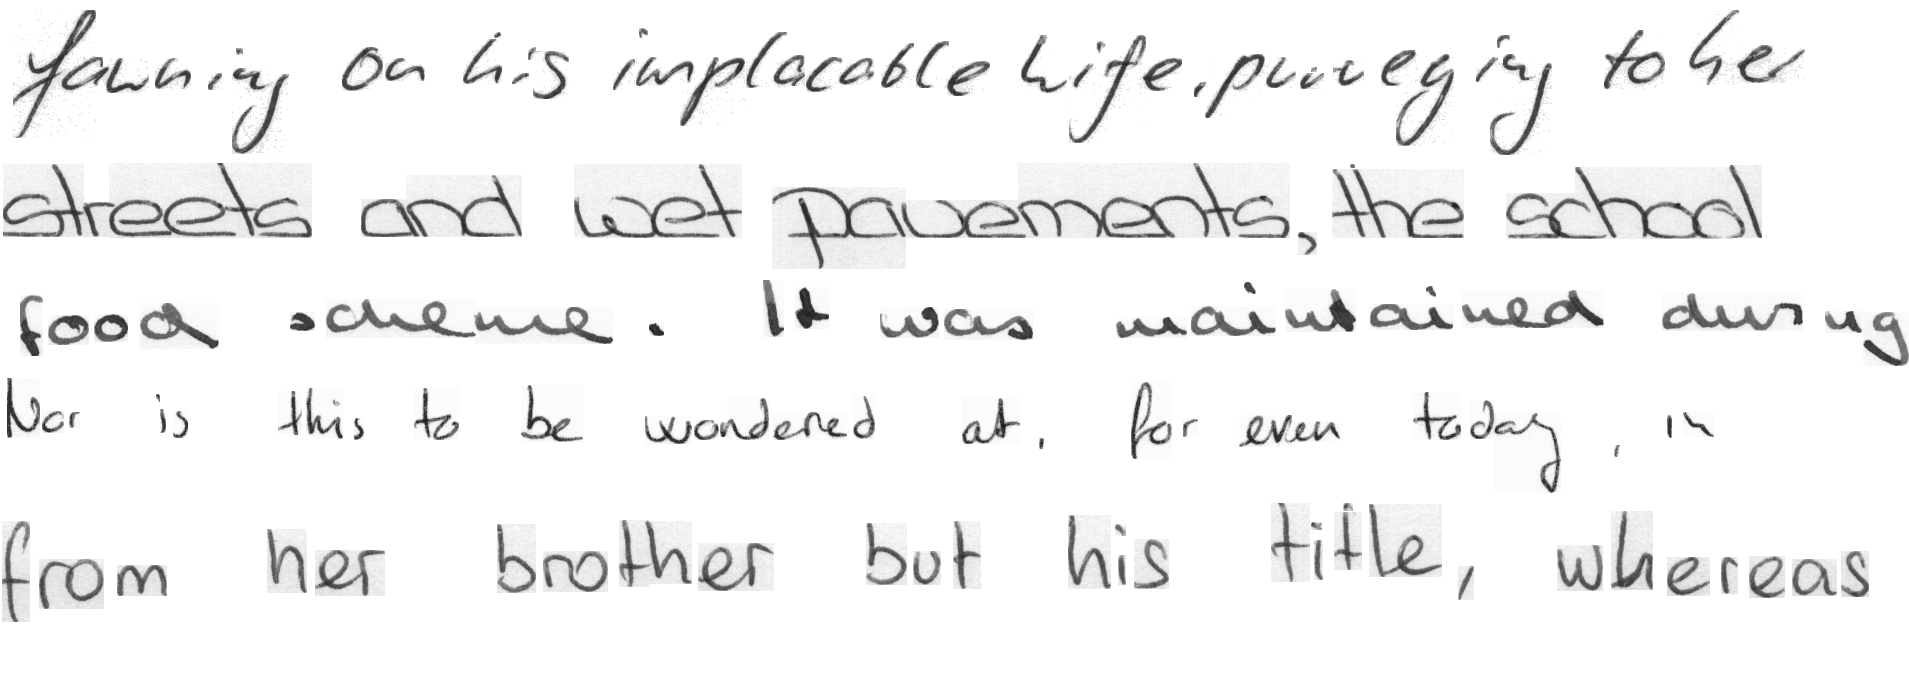 fawning on his implacable wife, purveying to her
streets and wet pavements, the school
food scheme. It was maintained during
Nor is this to be wondered at, for even today, in
from her brother but his title, whereas